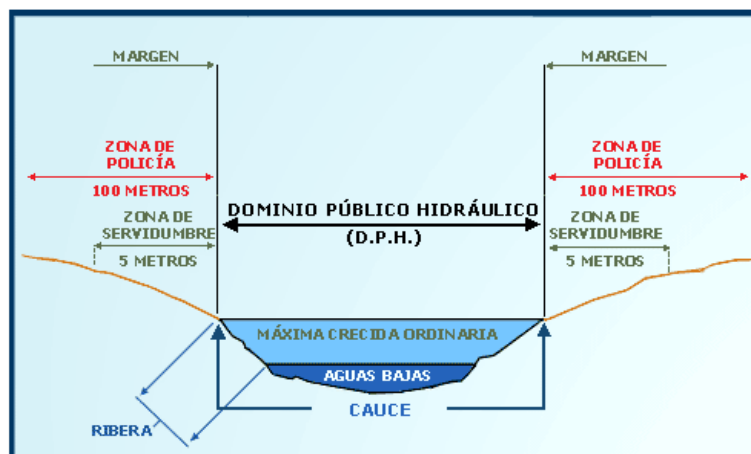 MARGEN
MARGEN
ZONA DE
POLICÍA
100 METROS
ZONA DE
POLICÍA
100 METROS
DOMINIO PÚBLICO HIDRÁULICO
(D.P.H.)
ZONA DE
SERVIDUMBRE
5 METROS
ZONA DE
SERVIDUMBRE
5 METROS
MÁXIMA CRECIDA ORDINARIA
AGUAS BAJAS
CAUCE
RIBERA